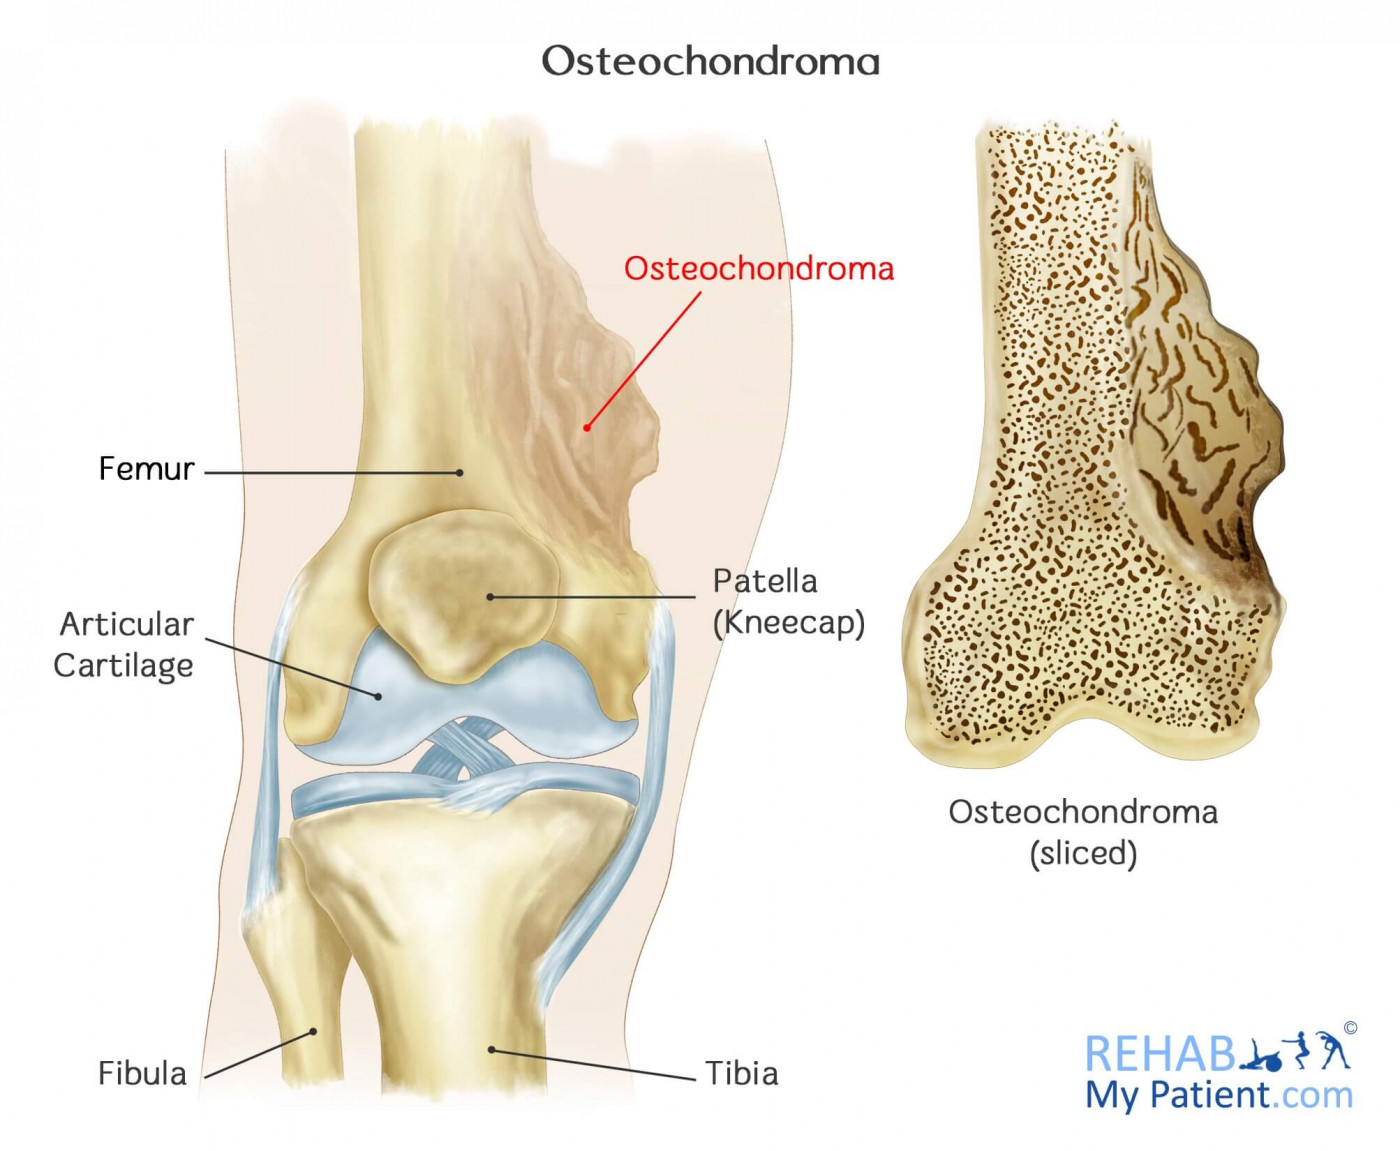 Osteochondroma
Osteochondroma
Femur
Patella
(Kneecap)
Articular
Cartilage
Osteochondroma
(sliced)
Fibula
Tibia
REHAB ©
My Patient.com